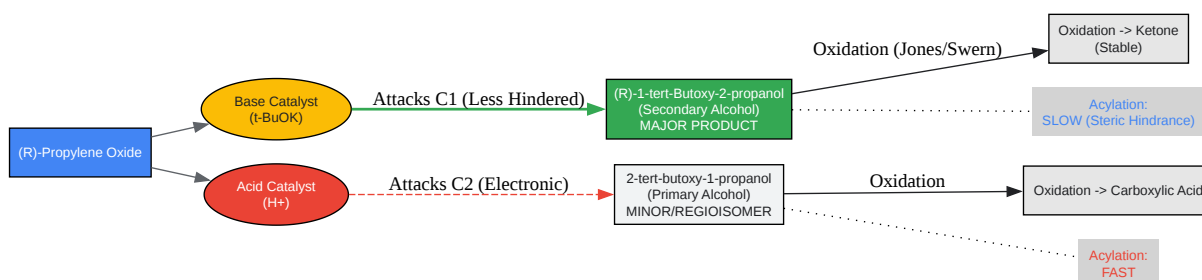 (R)-Propylene Oxide
Base Catalyst
(t-BuOK)
Acid Catalyst
(H+)
Attacks C1 (Less Hindered)
Attacks C2 (Electronic)
(R)-1-tert-Butoxy-2-propanol
(Secondary Alcohol)
MAJOR PRODUCT
2-tert-butoxy-1-propanol
(Primary Alcohol)
MINOR/REGIOISOMER
Oxidation (Jones/Swern)
Oxidation
Oxidation -> Ketone
(Stable)
Acylation:
SLOW (Steric Hindrance)
Oxidation -> Carboxylic Acid
Acylation:
FAST